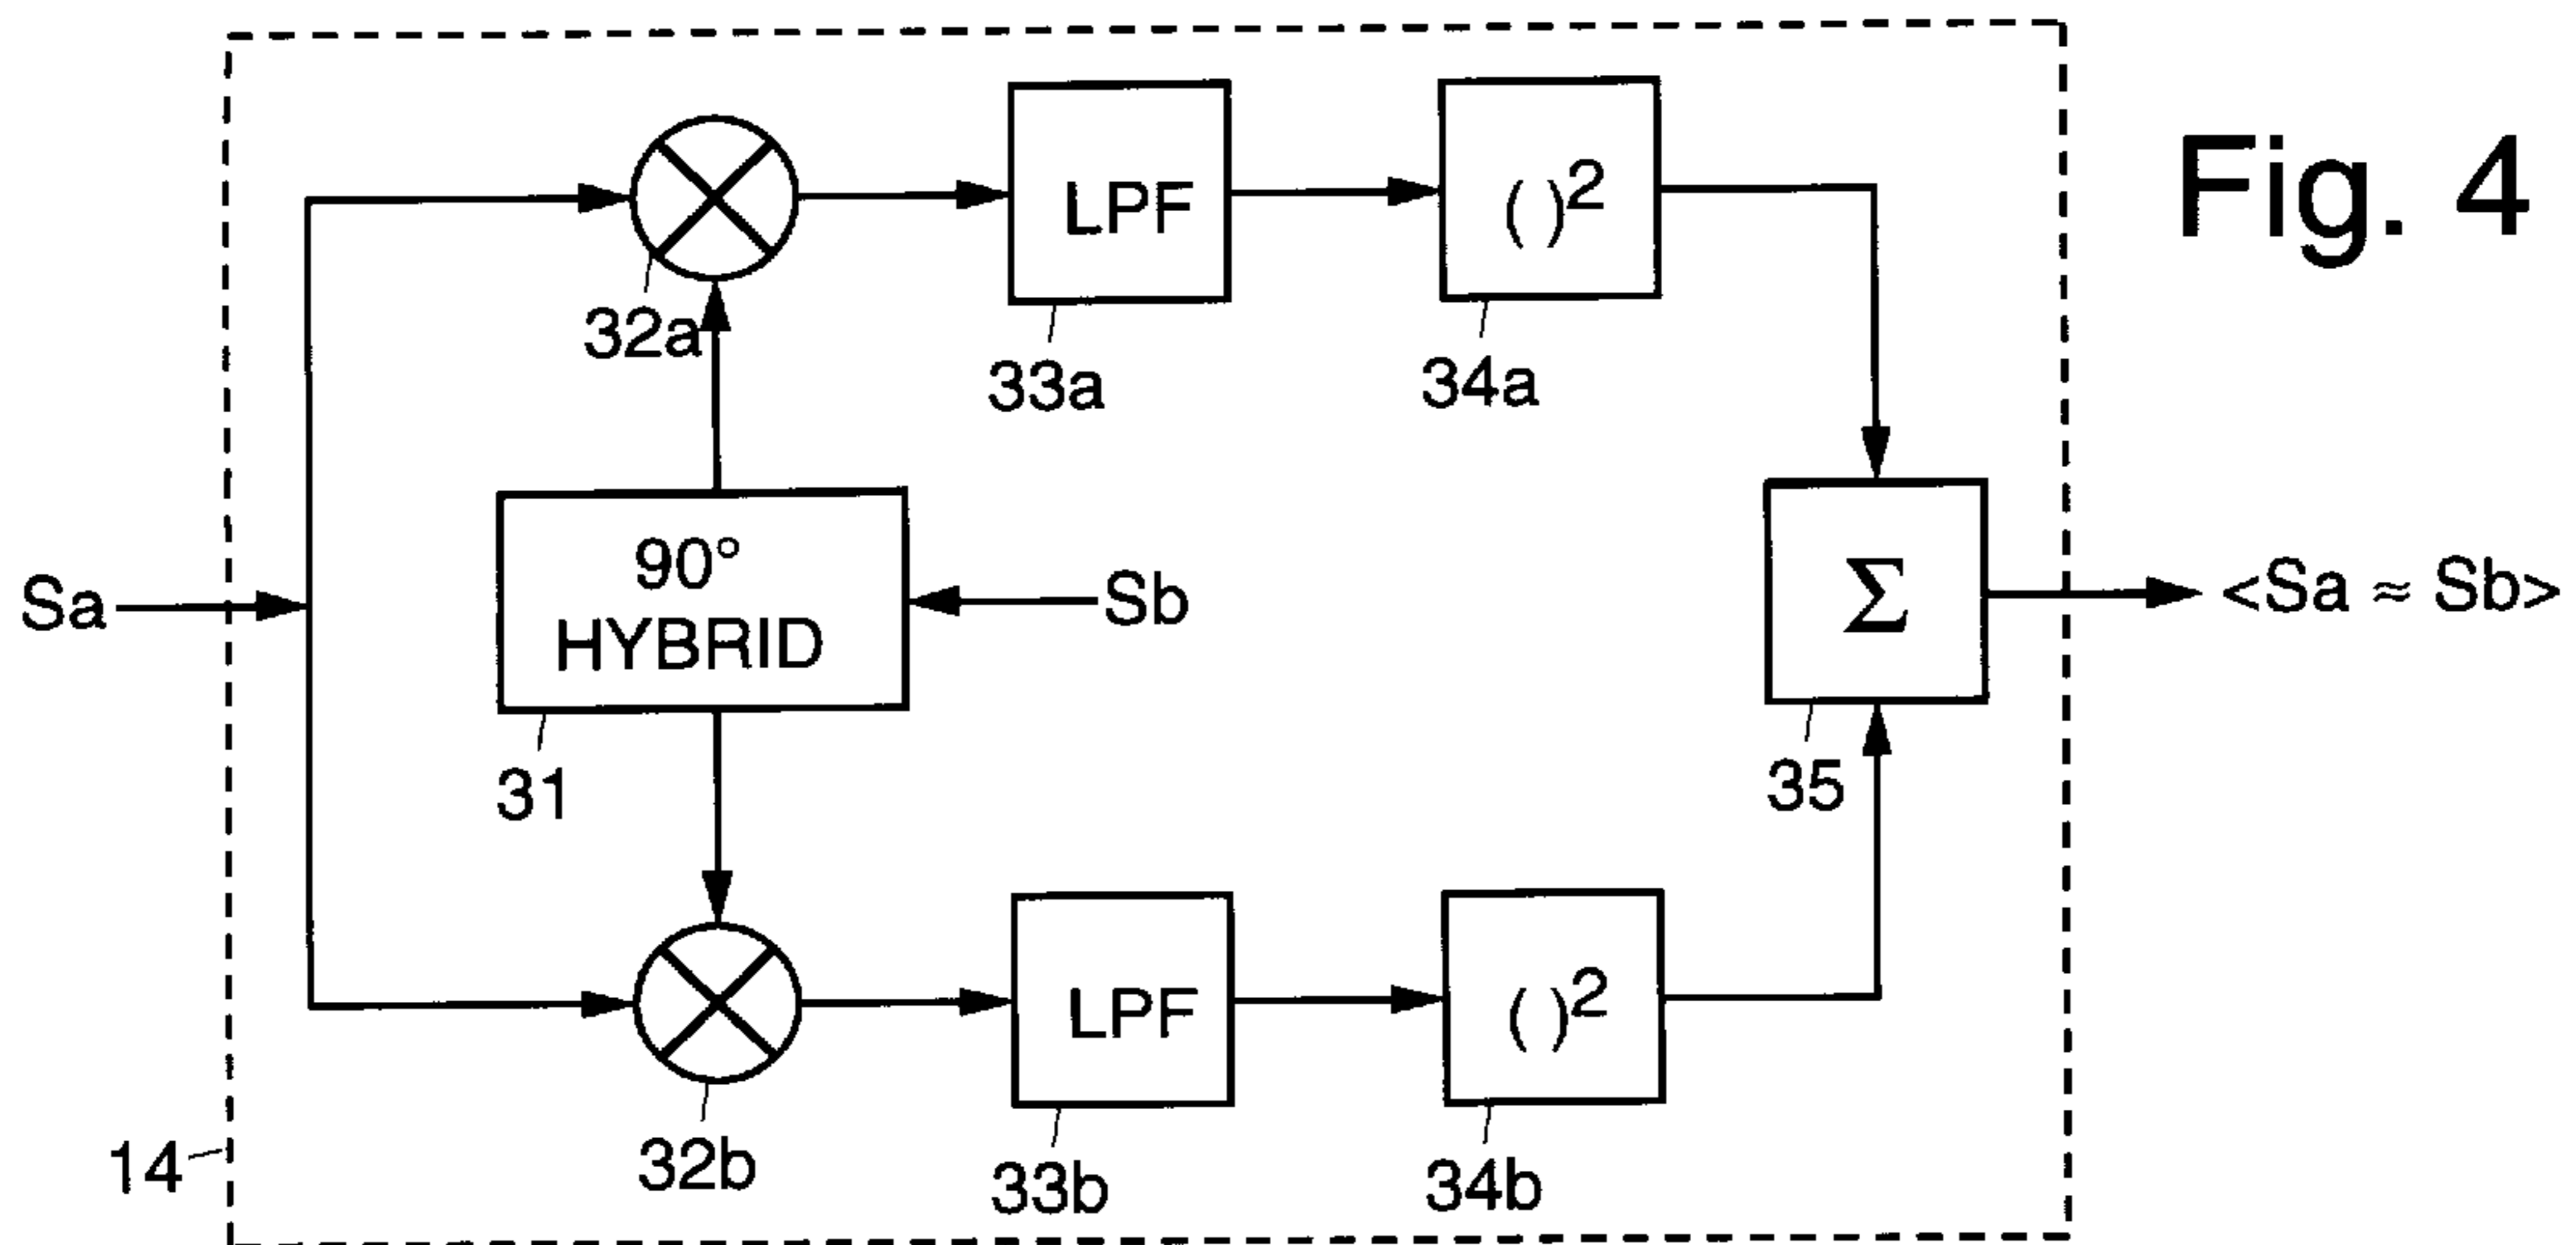 Fig. 4
LPF
( )²
32a
33a
34a
90°
HYBRID
Sa
Sb
Σ
<Sa ≈ Sb>
31
35
LPF
( )²
14
32b
33b
34b